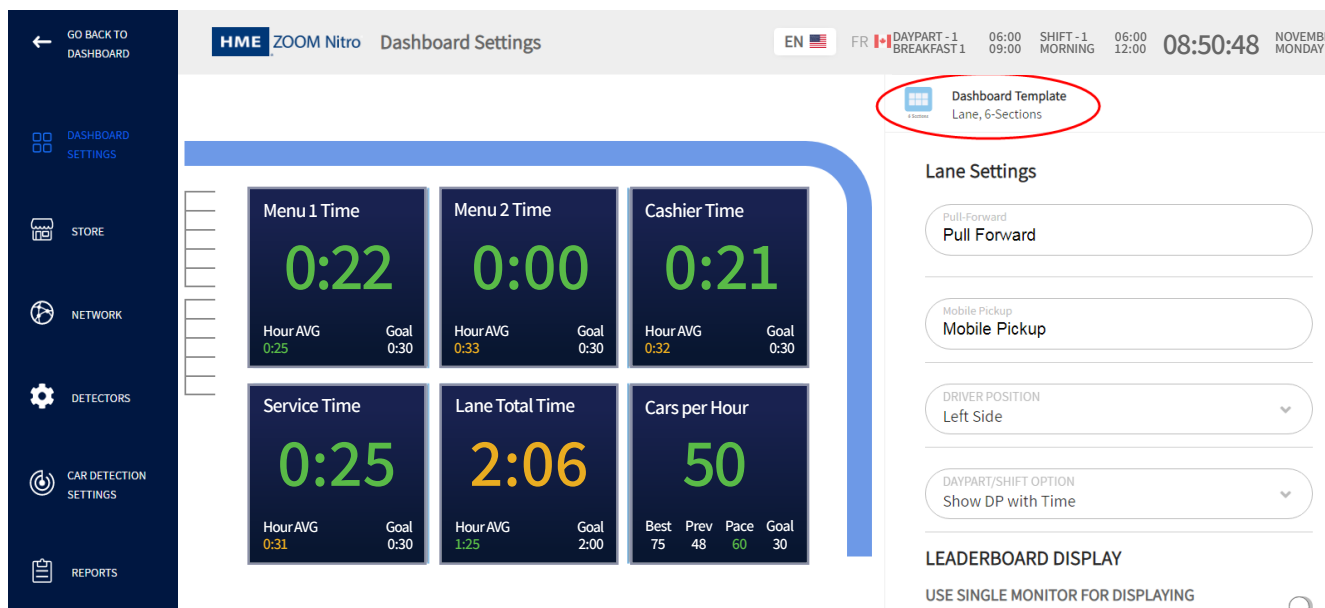 GO BACK TO
DASHBOARD
HME ZOOM Nitro Dashboard Settings
EN FR
DAYPART - 1 06:00 SHIFT - 1 06:00
BREAKFAST 1 09:00 MORNING 12:00
08:50:48
MONDAY
DASHBOARD
SETTINGS
STORE
NETWORK
DETECTORS
CAR DETECTION
SETTINGS
REPORTS
Menu 1 Time
0:22
Hour AVG Goal
0:25 0:30
Menu 2 Time
0:00
Hour AVG Goal
0:33 0:30
Cashier Time
0:21
Hour AVG Goal
0:32 0:30
Service Time
0:25
Hour AVG Goal
0:31 0:30
Lane Total Time
2:06
Hour AVG Goal
1:25 2:00
Cars per Hour
50
Best Prev Pace Goal
75 48 60 30
6 Sections
Dashboard Template
Lane, 6-Sections
Lane Settings
Pull-Forward
Pull Forward
Mobile Pickup
Mobile Pickup
DRIVER POSITION
Left Side
DAYPART/SHIFT OPTION
Show DP with Time
LEADERBOARD DISPLAY
USE SINGLE MONITOR FOR DISPLAYING